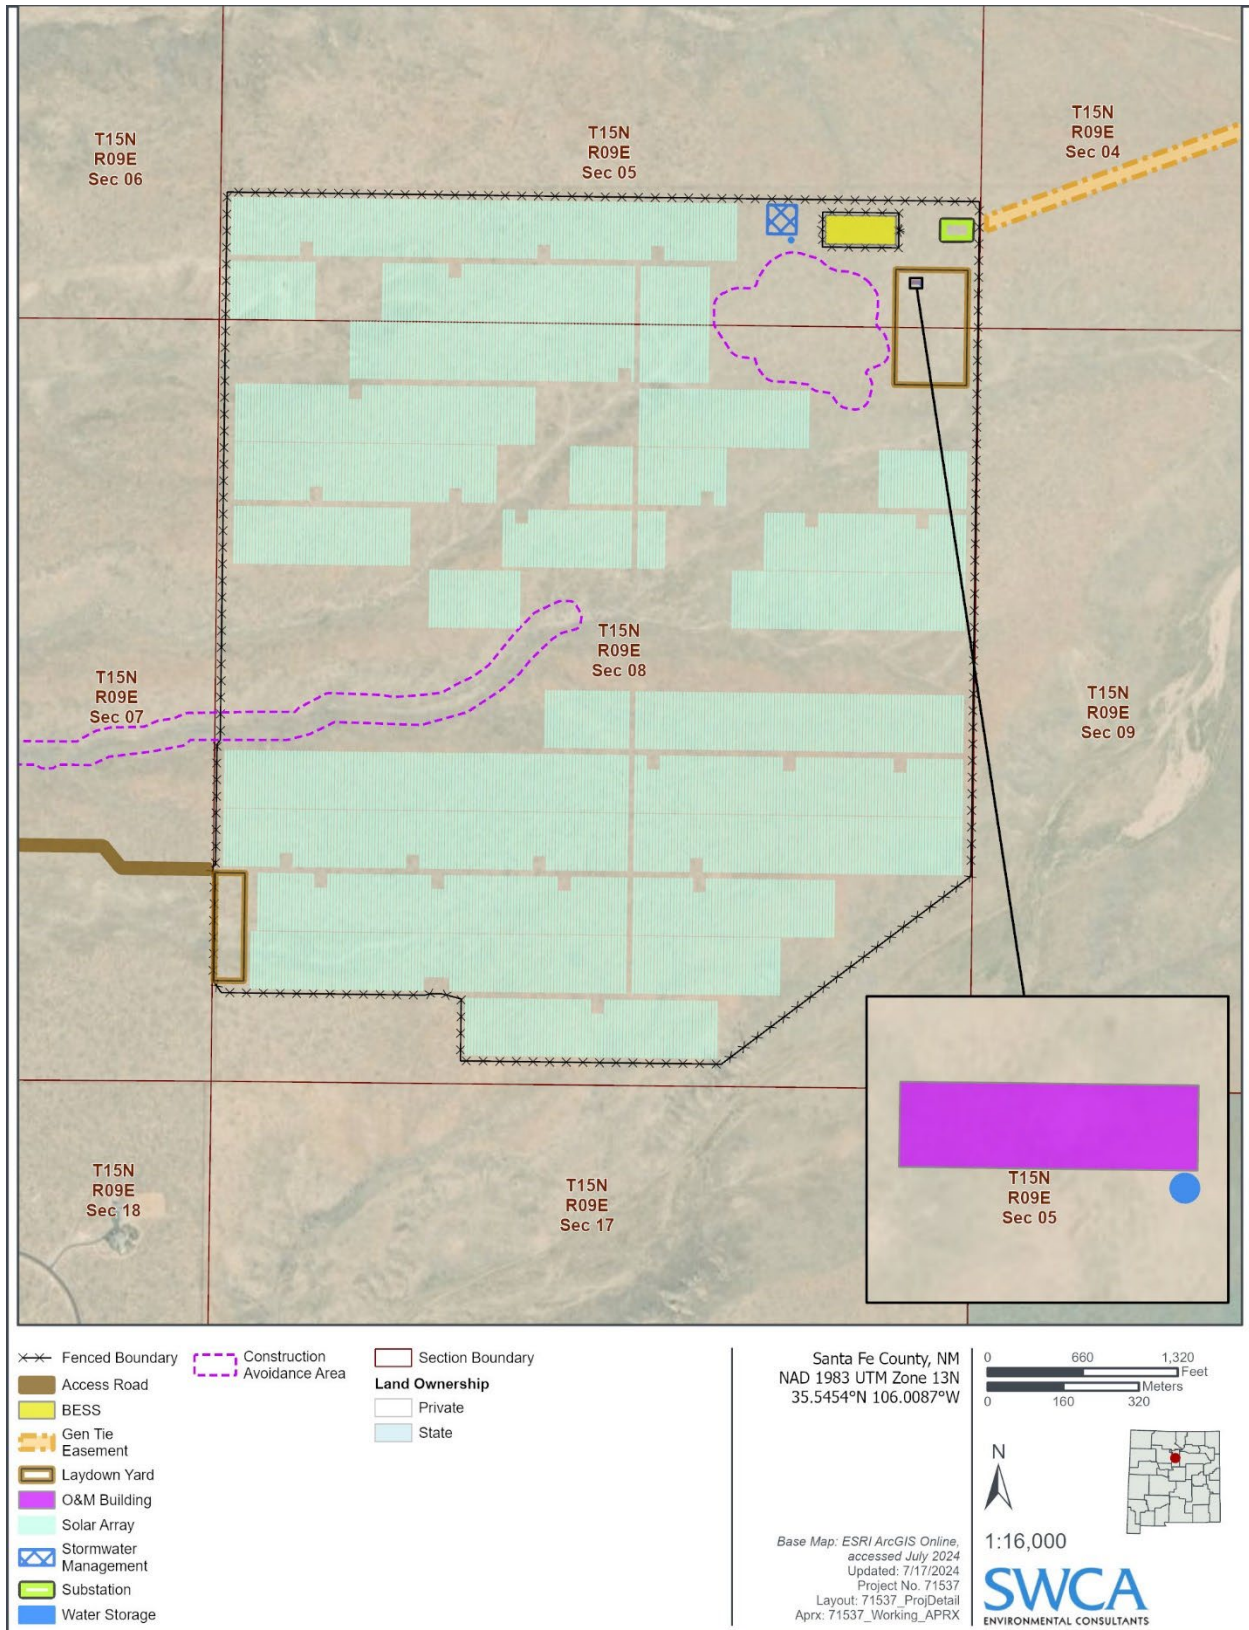 T15N
R09E
Sec 06
T15N
R09E
Sec 05
T15N
R09E
Sec 04
T15N
R09E
Sec 07
T15N
R09E
Sec 08
T15N
R09E
Sec 09
T15N
R09E
Sec 18
T15N
R09E
Sec 17
T15N
R09E
Sec 05
Fenced Boundary
Access Road
BESS
Gen Tie
Easement
Laydown Yard
O&M Building
Solar Array
Stormwater
Management
Substation
Water Storage
Construction
Avoidance Area
Section Boundary
Land Ownership
Private
State
Santa Fe County, NM
NAD 1983 UTM Zone 13N
35.5454°N 106.0087°W
Base Map: ESRI ArcGIS Online,
accessed July 2024
Updated: 7/17/2024
Project No. 71537
Layout: 71537_ProjDetail
Aprx: 71537_Working_APRX
0 660 1,320
Feet
Meters
0 160 320
N
1:16,000
SWCA
ENVIRONMENTAL CONSULTANTS